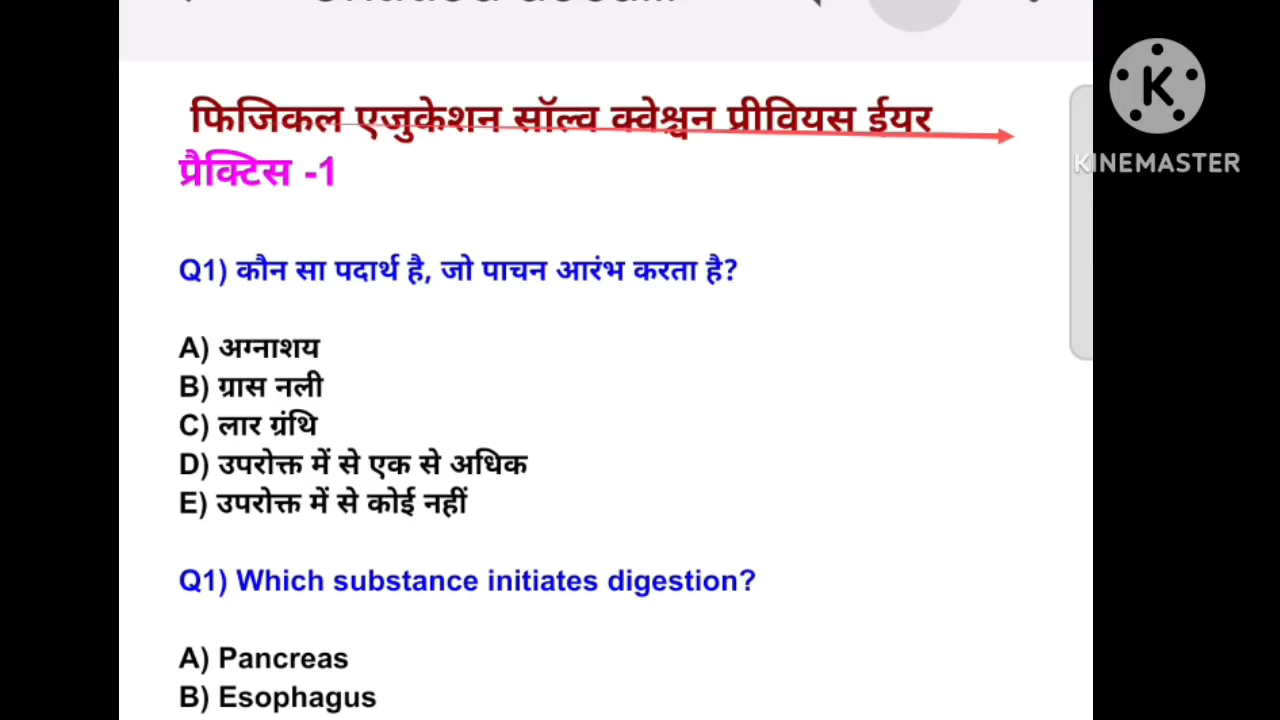 फिजिकल एजुकेशन सॉल्व क्वेश्चन प्रीवियस ईयर
प्रैक्टिस -1
KINEMASTER
Q1) कौन सा पदार्थ है, जो पाचन आरंभ करता है?
A) अग्नाशय
B) ग्रास नली
C) लार ग्रंथि
D) उपरोक्त में से एक से अधिक
E) उपरोक्त में से कोई नहीं
Q1) Which substance initiates digestion?
A) Pancreas
B) Esophagus